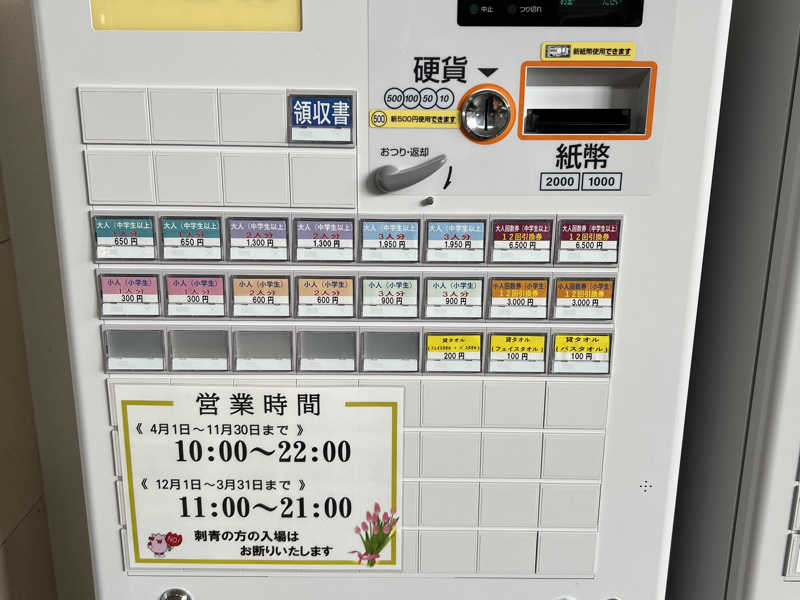 中止
つり切れ
新紙幣使用できます
硬貨
500 100 50 10
500 新500円使用できます
領収書
おつり・返却
紙幣
2000 1000
大人(中学生以上)
1人分
650円
大人(中学生以上)
1人分
650円
大人(中学生以上)
2人分
1,300円
大人(中学生以上)
2人分
1,300円
大人(中学生以上)
3人分
1,950円
大人(中学生以上)
3人分
1,950円
大人回数券(中学生以上)
12回引換券
6,500円
大人回数券(中学生以上)
12回引換券
6,500円
小人(小学生)
1人分
300円
小人(小学生)
1人分
300円
小人(小学生)
2人分
600円
小人(小学生)
2人分
600円
小人(小学生)
3人分
900円
小人(小学生)
3人分
900円
小人回数券(小学生)
12回引換券
3,000円
小人回数券(小学生)
12回引換券
3,000円
貸タオル
200円
貸タオル
(フェイスタオル)
100円
貸タオル
(バスタオル)
100円
営業時間
《 4月1日~11月30日まで 》
10:00~22:00
《 12月1日~3月31日まで 》
11:00~21:00
NO!
刺青の方の入場は
お断りいたします